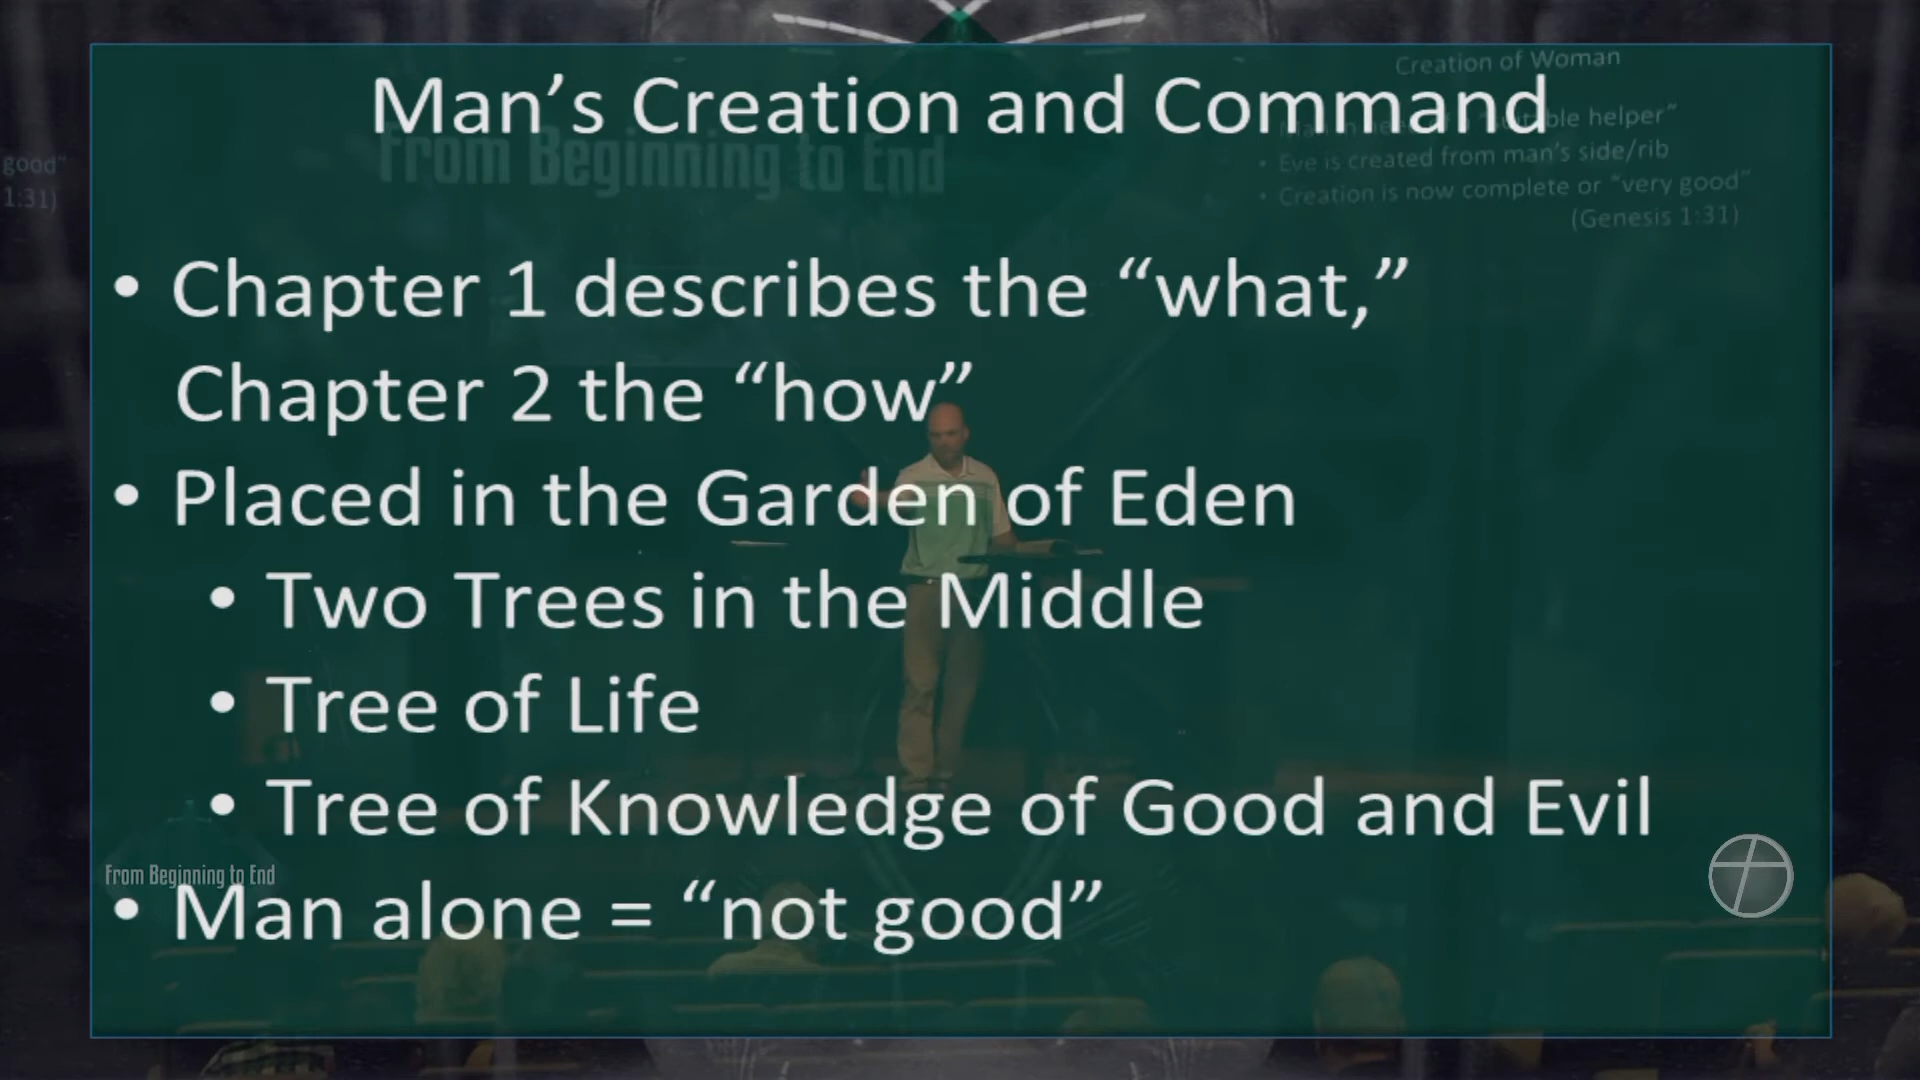 Man's Creation and Command
• Chapter 1 describes the “what,”
Chapter 2 the “how”
• Placed in the Garden of Eden
• Two Trees in the Middle
• Tree of Life
• Tree of Knowledge of Good and Evil
• Man alone = “not good”
From Beginning to End
Creation of Woman
helper”
• Eve is created from man's side/rib
• Creation is now complete or “very good”
(Genesis 1:31)
good”
1:31)
From Beginning to End